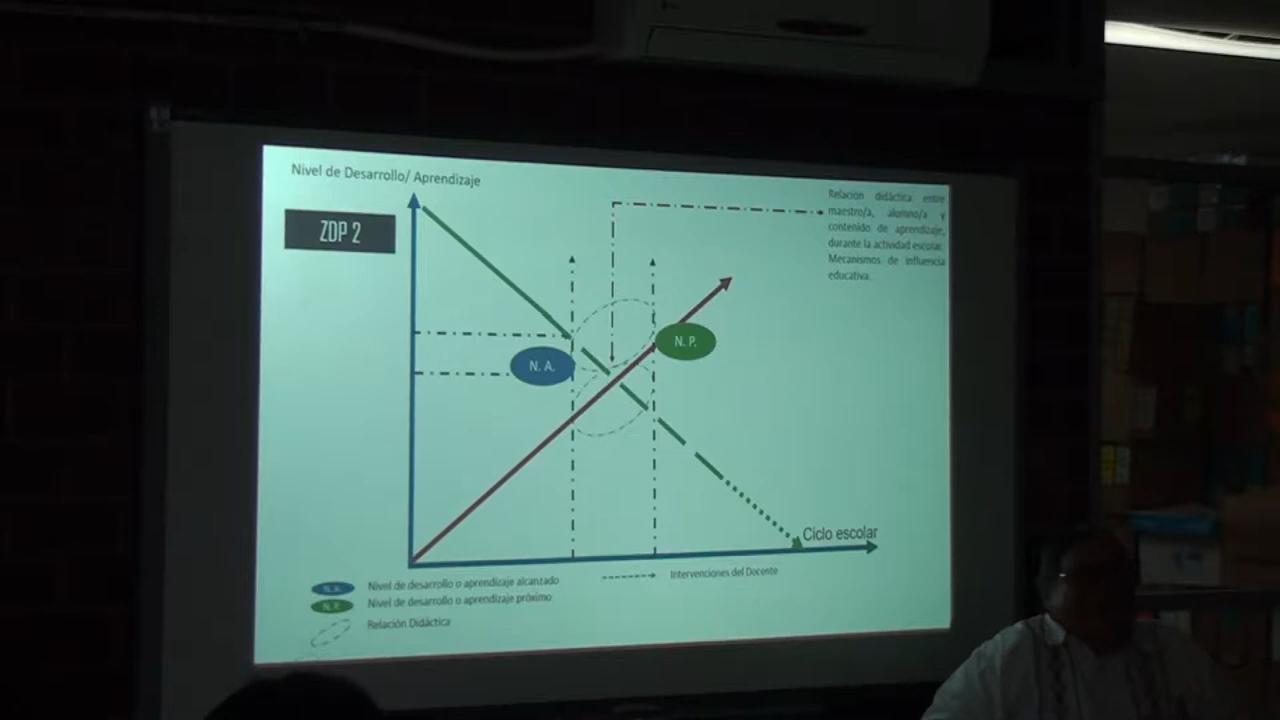 Nivel de Desarrollo/ Aprendizaje
ZDP 2
Relación didáctica entre
maestro/a, alumno/a y
contenido de aprendizaje,
durante la actividad escolar.
Mecanismos de influencia
educativa.
N. P.
N. A.
Ciclo escolar
N.A. Nivel de desarrollo o aprendizaje alcanzado
Intervenciones del Docente
N.P. Nivel de desarrollo o aprendizaje próximo
Relación Didáctica